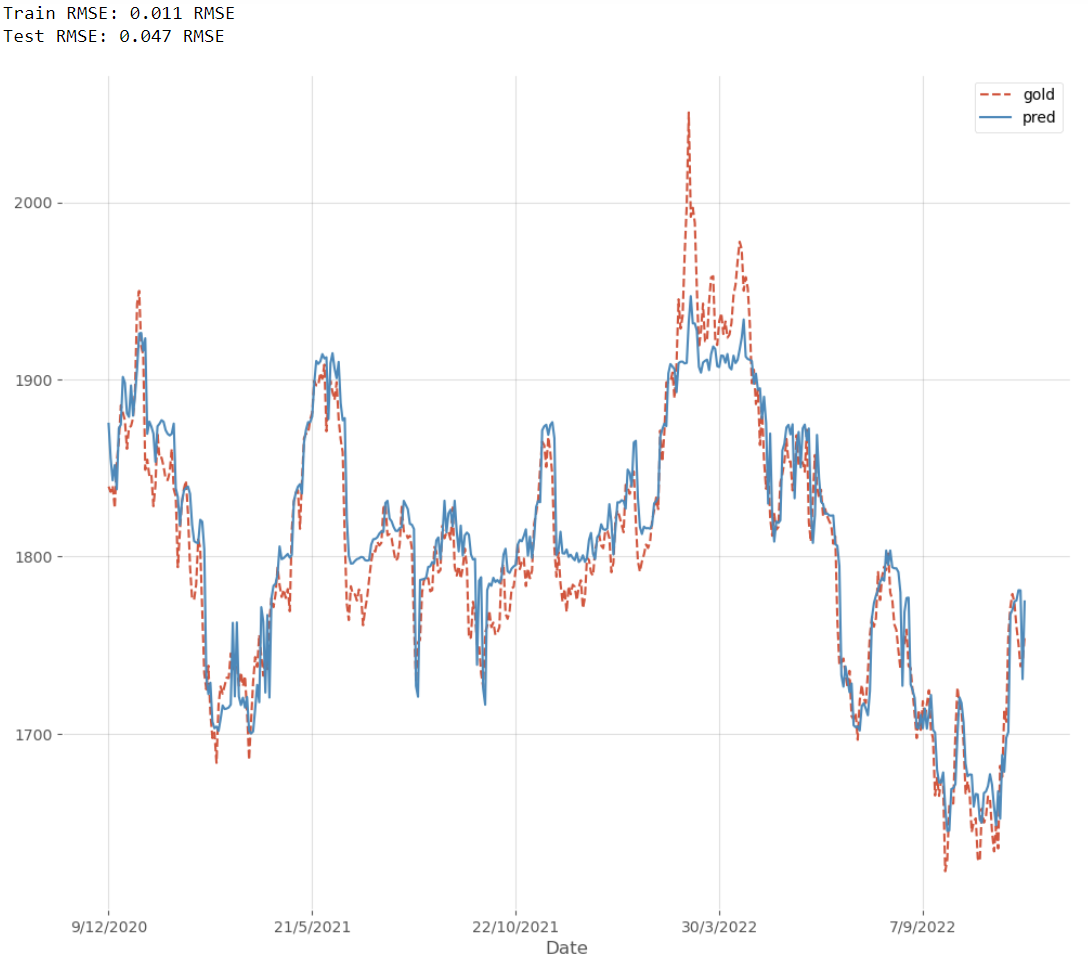 Train RMSE: 0.011 RMSE
Test RMSE: 0.047 RMSE
gold
pred
2000
1900
1800
1700
9/12/2020 21/5/2021 22/10/2021 30/3/2022 7/9/2022
Date